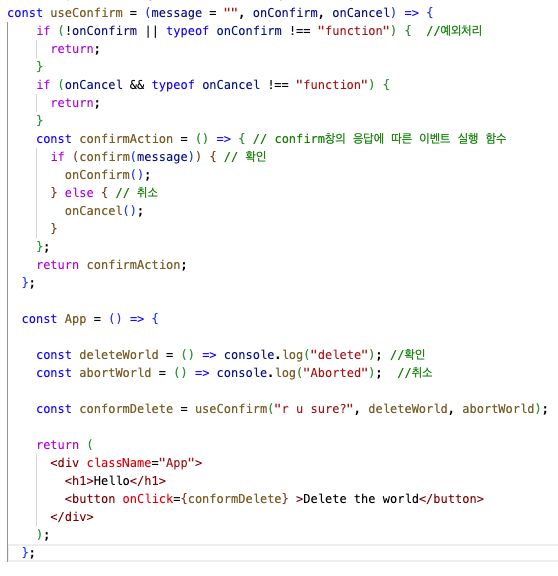 const useConfirm = (message = "", onConfirm, onCancel) => {
    if (!onConfirm || typeof onConfirm !== "function") {  //예외처리
      return;
    }
    if (onCancel && typeof onCancel !== "function") {
      return;
    }
    const confirmAction = () => { // confirm창의 응답에 따른 이벤트 실행 함수
      if (confirm(message)) { // 확인
        onConfirm();
      } else { // 취소
        onCancel();
      }
    };
    return confirmAction;
  };

  const App = () => {

    const deleteWorld = () => console.log("delete"); //확인
    const abortWorld = () => console.log("Aborted");  //취소

    const conformDelete = useConfirm("r u sure?", deleteWorld, abortWorld);

    return (
      <div className="App">
        <h1>Hello</h1>
        <button onClick={conformDelete} >Delete the world</button>
      </div>
    );
  };